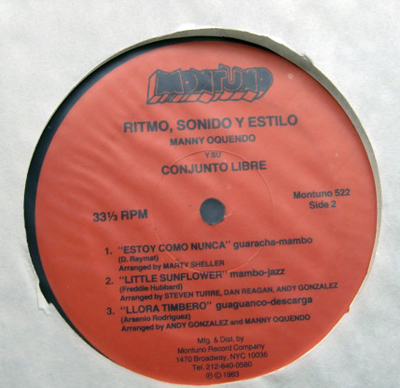 MONTUNO
RITMO, SONIDO Y ESTILO
MANNY OQUENDO
Y SU
CONJUNTO LIBRE
Montuno 522
Side 2
33⅓ RPM
1. "ESTOY COMO NUNCA" guaracha-mambo
(D. Raymat)
Arranged by MARTY SHELLER
2. "LITTLE SUNFLOWER" mambo-jazz
(Freddie Hubbard)
Arranged by STEVEN TURRE, DAN REAGAN, ANDY GONZALEZ
3. "LLORA TIMBERO" guaguanco-descarga
(Arsenio Rodriguez)
Arranged by ANDY GONZALEZ and MANNY OQUENDO
Mfg. & Dist. by
Montuno Record Company
1470 Broadway, NYC 10036
Tel. 212-840-0580
℗ © 1983